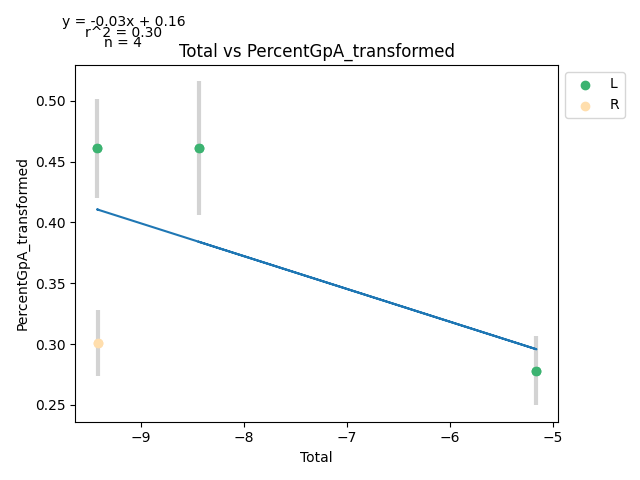 y = -0.03x + 0.16
r^2 = 0.30
n = 4
Total vs PercentGpA_transformed
L
R
PercentGpA_transformed
0.50
0.45
0.40
0.35
0.30
0.25
−9
−8
−7
−6
−5
Total